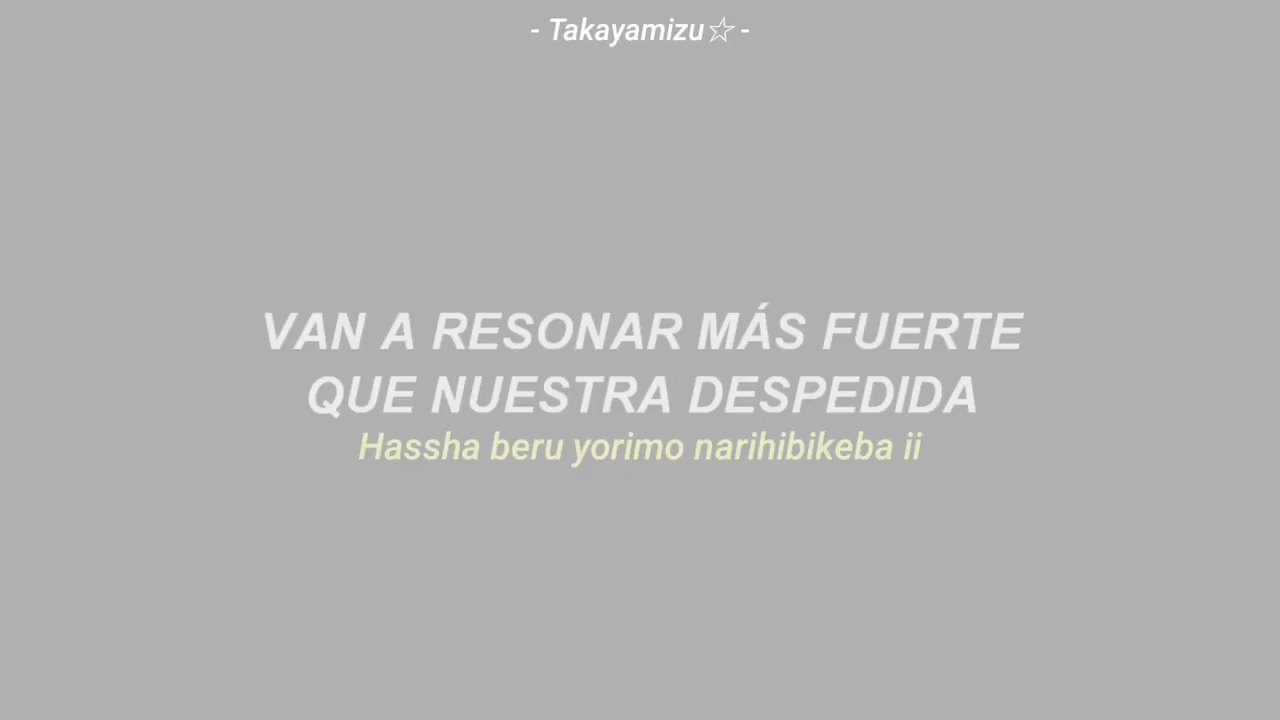 - Takayamizu☆ -
VAN A RESONAR MÁS FUERTE
QUE NUESTRA DESPEDIDA
Hassha beru yorimo narihibikeba ii